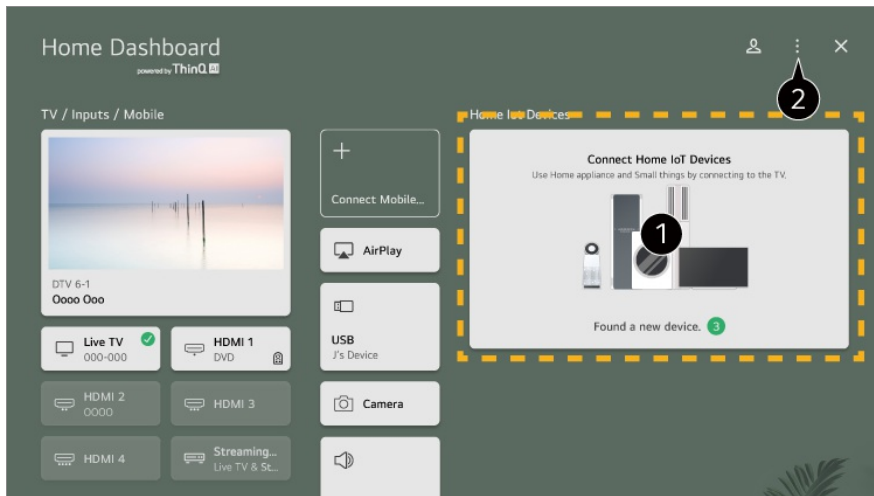 Home Dashboard
powered by ThinQ AI
2
TV / Inputs / Mobile
Home Iot Devices
Connect Mobile...
Connect Home IoT Devices
Use Home appliance and Small things by connecting to the TV.
1
AirPlay
DTV 6-1
Oooo Ooo
Found a new device. 3
Live TV
000-000
HDMI 1
DVD
USB
J's Device
HDMI 2
0000
HDMI 3
Camera
HDMI 4
Streaming...
Live TV & St...